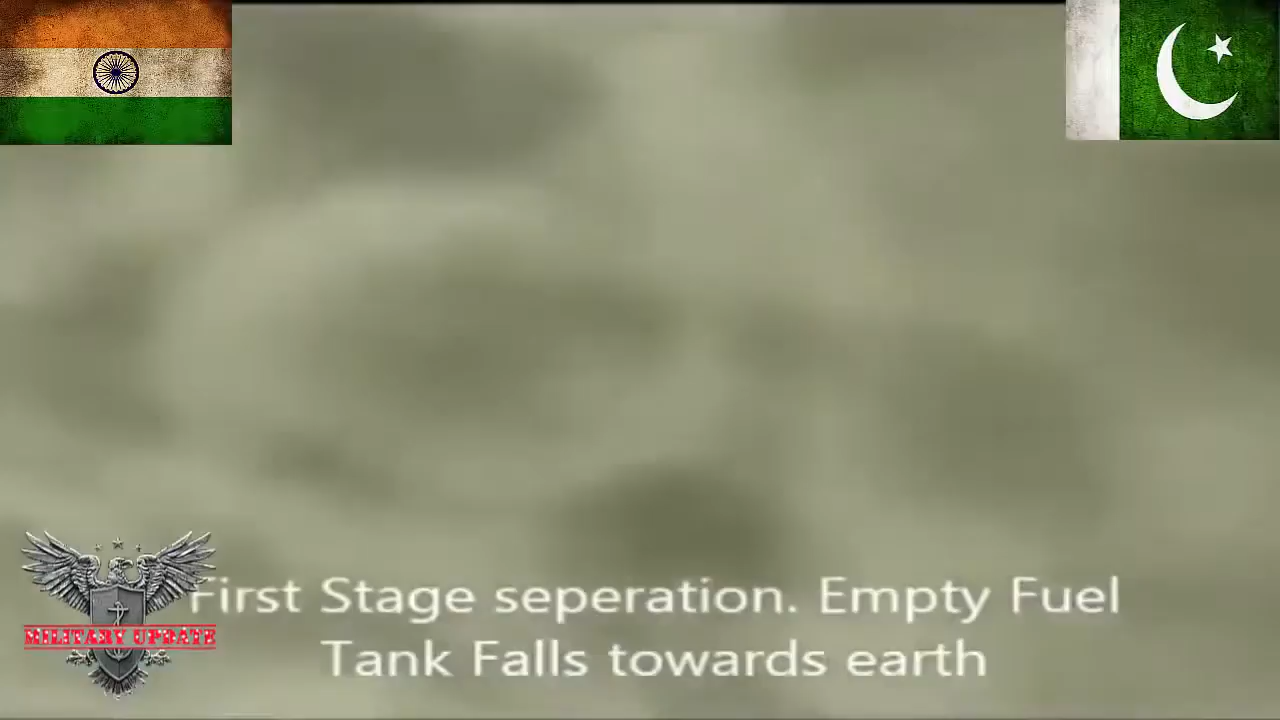 First Stage seperation. Empty Fuel
Tank Falls towards earth
MILITARY UPDATE